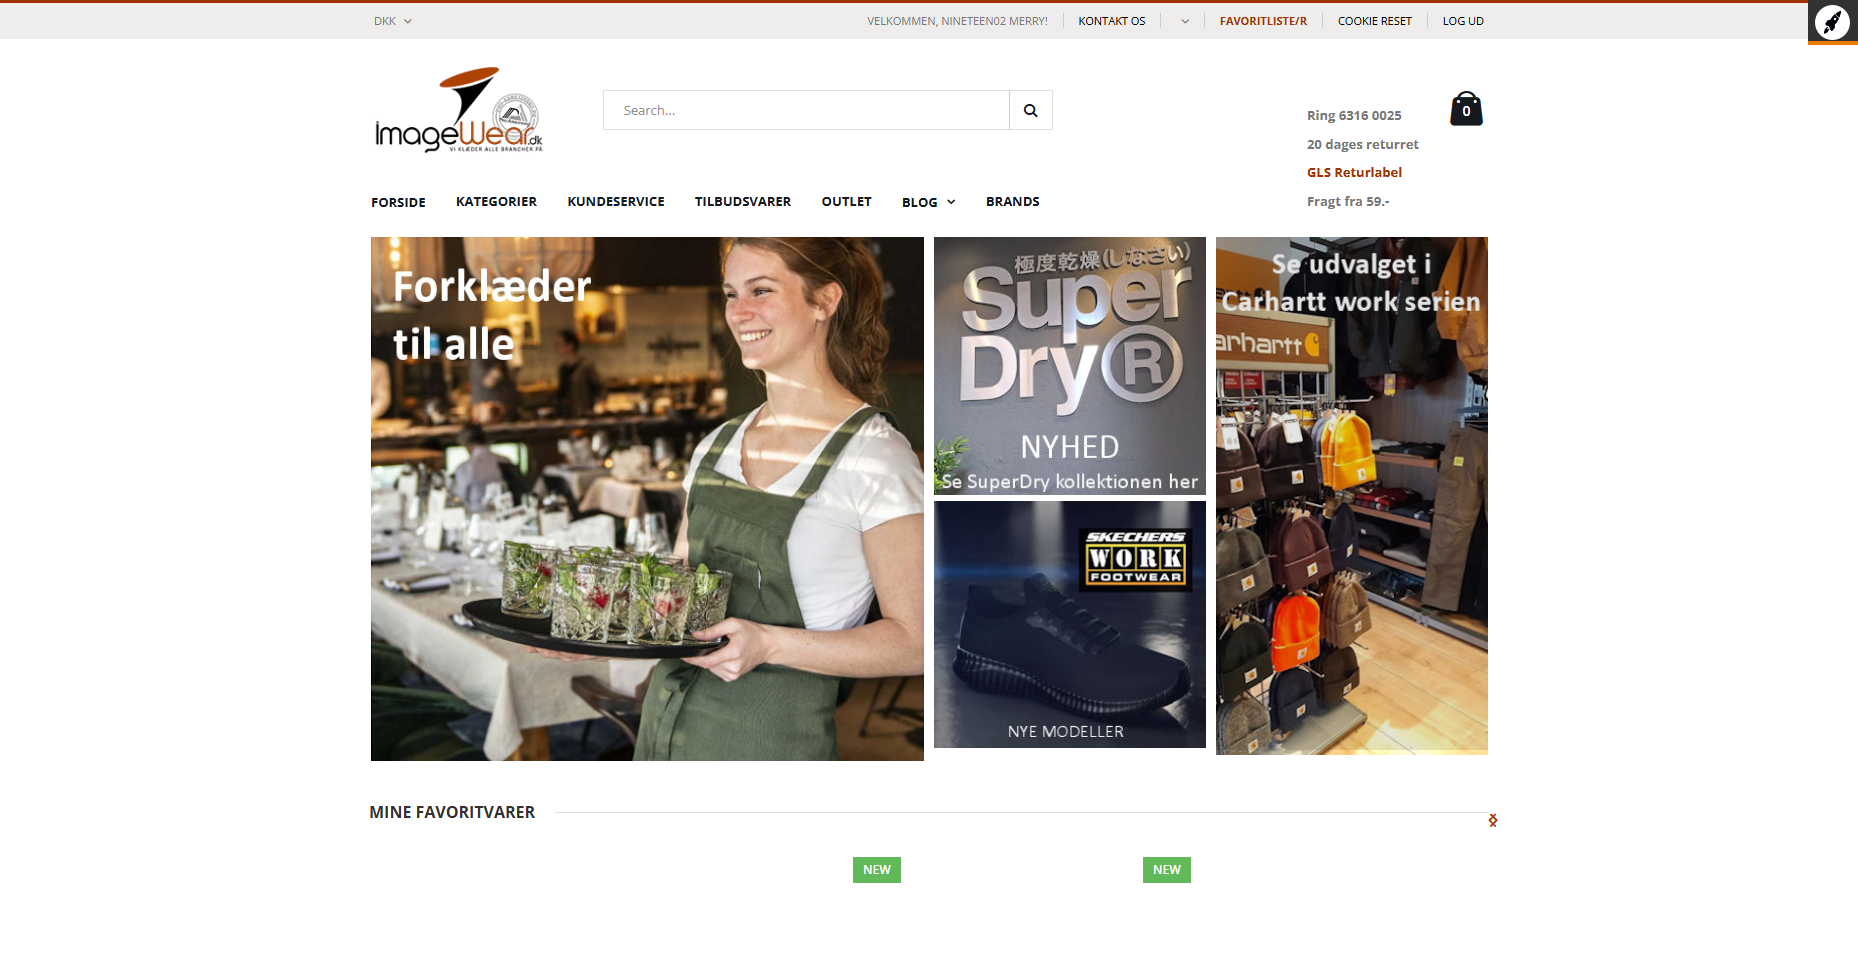 DKK
VELKOMMEN, NINETEEN02 MERRY!
KONTAKT OS
FAVORITLISTE/R
COOKIE RESET
LOG UD
ImageWear.dk
VI KLÆDER ALLE BRANCHER PÅ
Search...
Ring 6316 0025
0
20 dages returret
GLS Returlabel
Fragt fra 59.-
FORSIDE
KATEGORIER
KUNDESERVICE
TILBUDSVARER
OUTLET
BLOG
BRANDS
Forklæder
til alle
極度乾燥(しなさい)
Super
Dry®
NYHED
Se SuperDry kollektionen her
SKECHERS
WORK
FOOTWEAR
NYE MODELLER
Se udvalget i
Carhartt work serien
arhartt
MINE FAVORITVARER
NEW
NEW